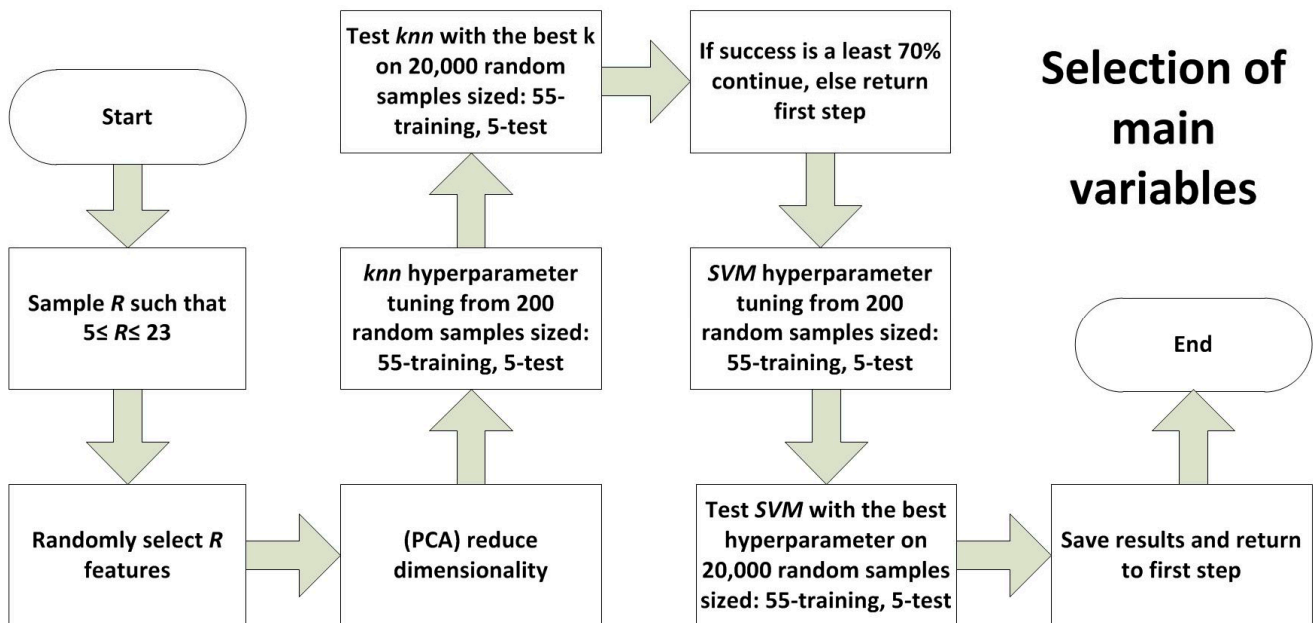 Start
Sample R such that
5≤ R≤ 23
Randomly select R
features
(PCA) reduce
dimensionality
knn hyperparameter
tuning from 200
random samples sized:
55-training, 5-test
Test knn with the best k
on 20,000 random
samples sized: 55-
training, 5-test
If success is a least 70%
continue, else return
first step
SVM hyperparameter
tuning from 200
random samples sized:
55-training, 5-test
Test SVM with the best
hyperparameter on
20,000 random samples
sized: 55-training, 5-test
Save results and return
to first step
End
Selection of
main
variables